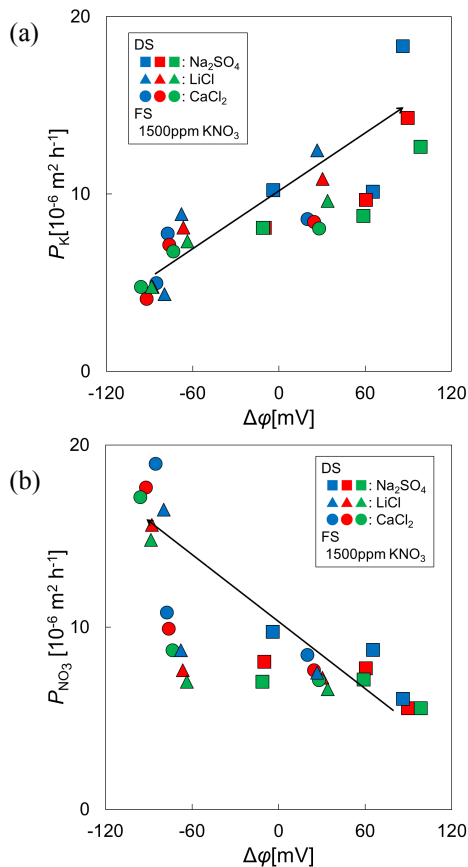 (a)
20
DS
: Na₂SO₄
: LiCl
: CaCl₂
FS
1500ppm KNO₃
P_K[10⁻⁶ m² h⁻¹]
10
0
-120 -60 0 60 120
Δφ[mV]
(b)
20
DS
: Na₂SO₄
: LiCl
: CaCl₂
FS
1500ppm KNO₃
P_NO₃ [10⁻⁶ m² h⁻¹]
10
0
-120 -60 0 60 120
Δφ[mV]